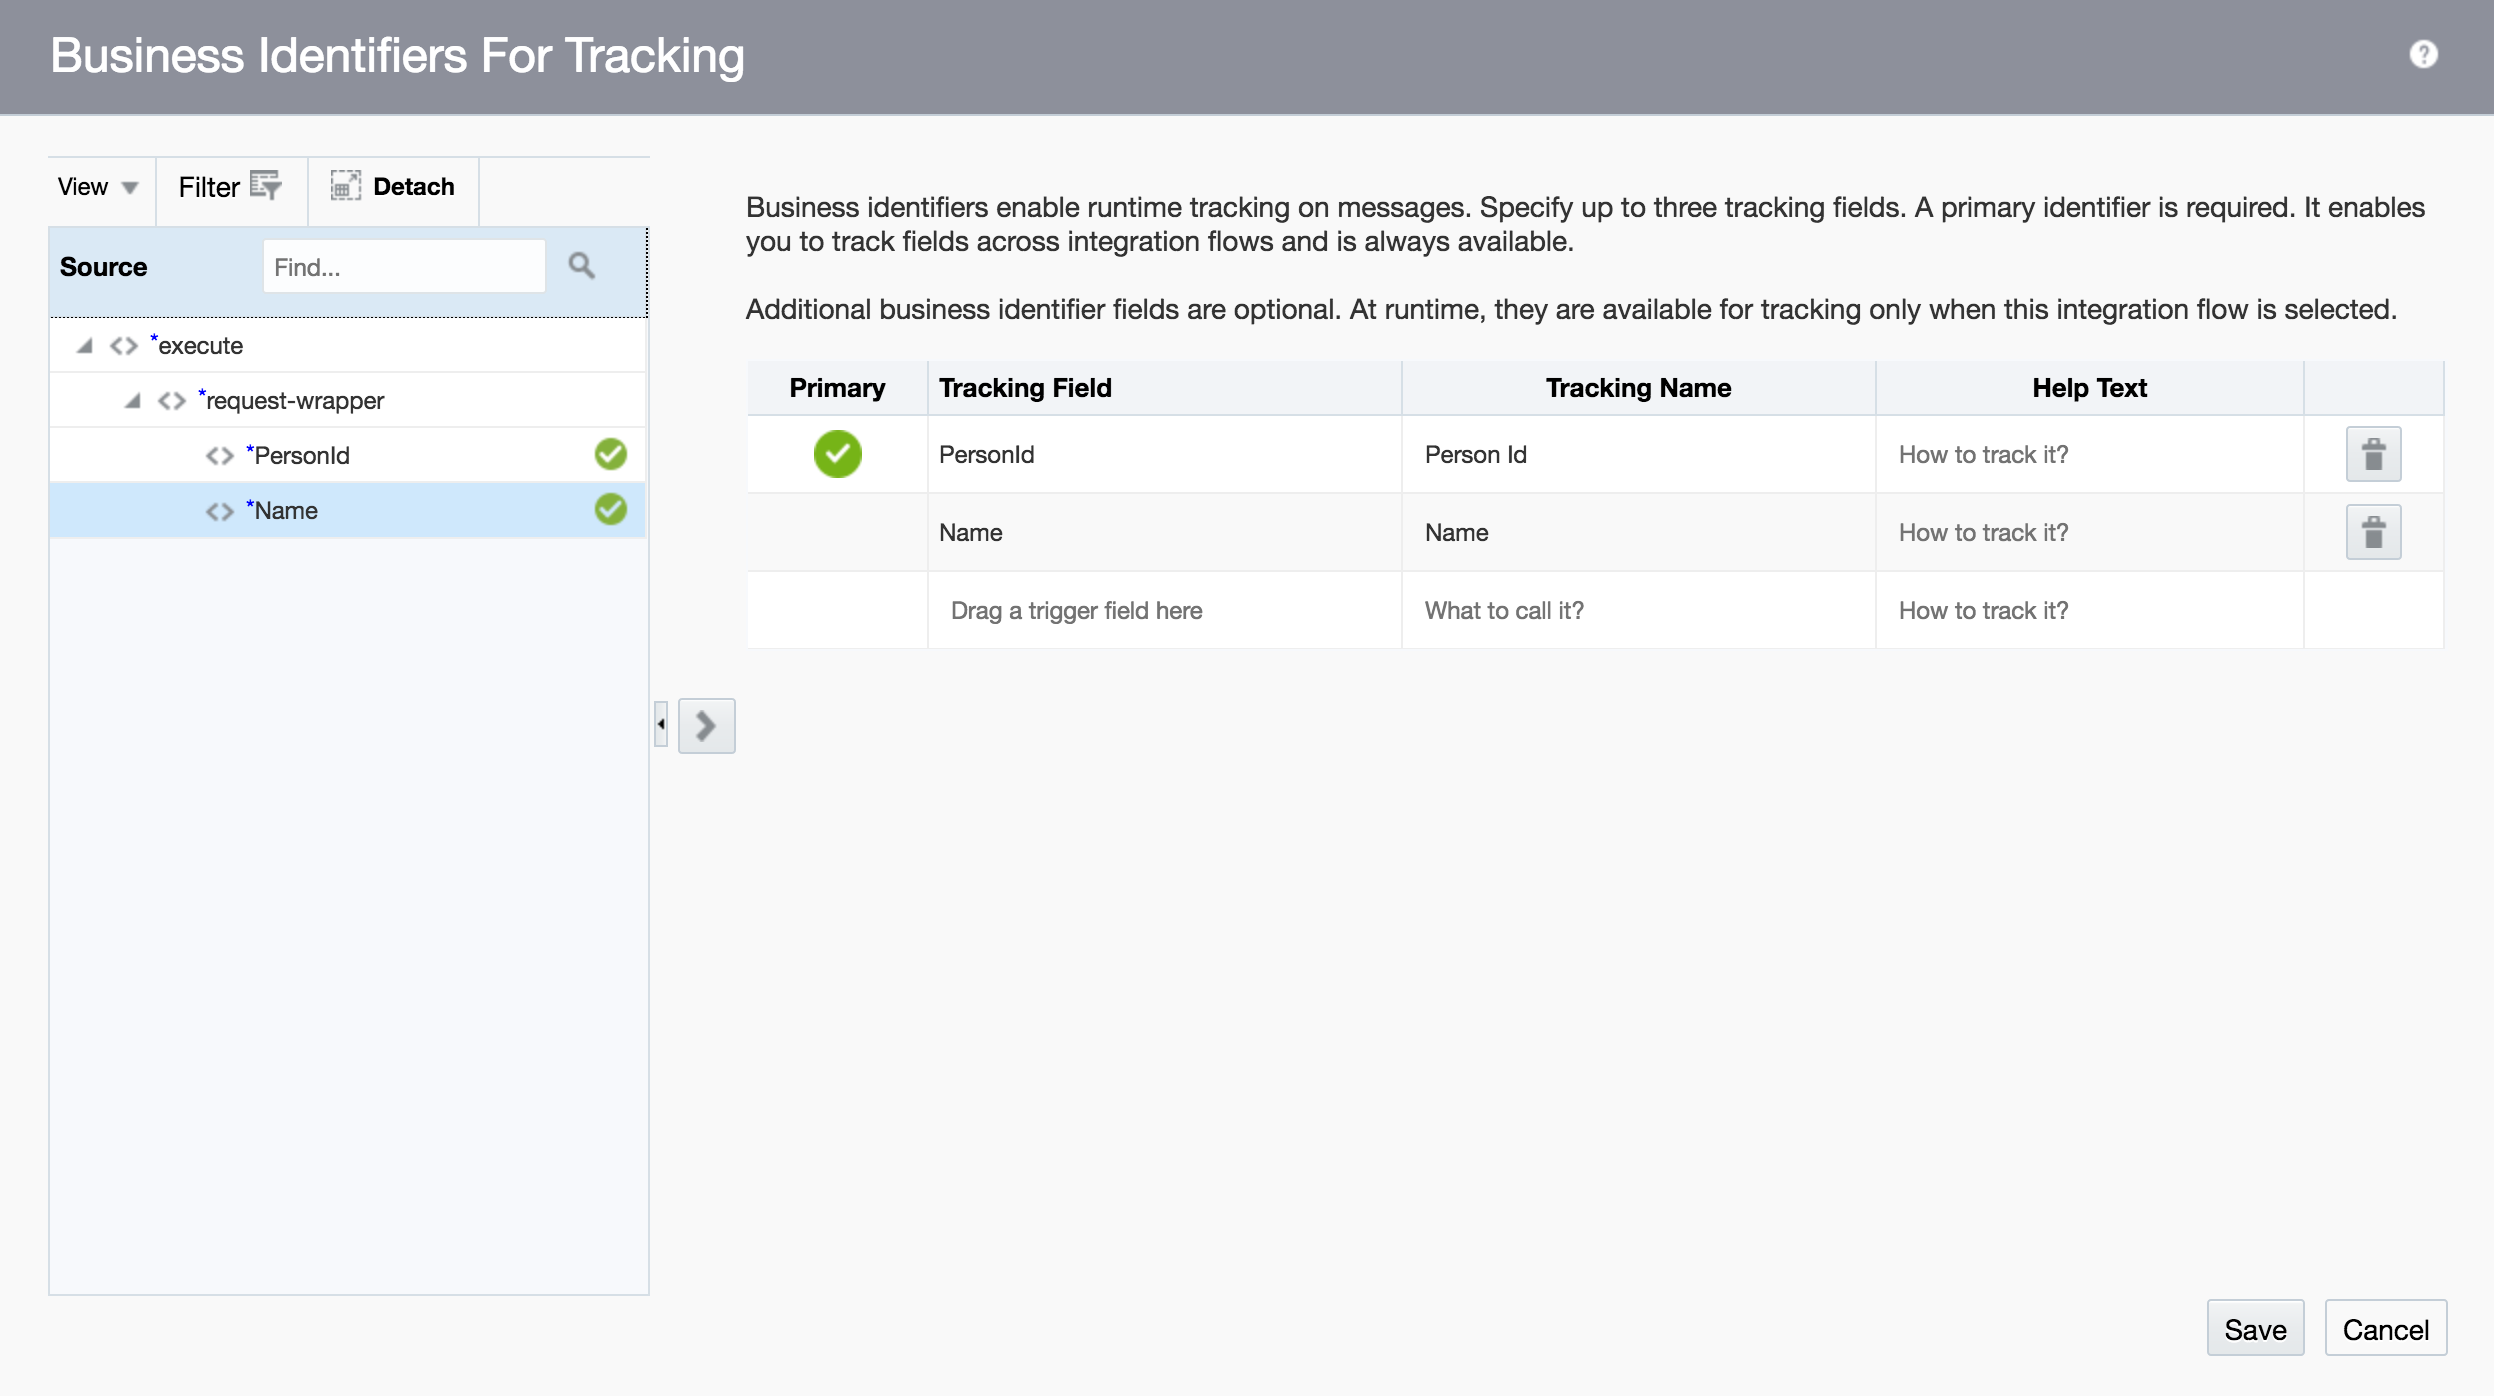 Business Identifiers For Tracking
?
View Filter Detach
Source Find...
*execute
*request-wrapper
*PersonId
*Name
Business identifiers enable runtime tracking on messages. Specify up to three tracking fields. A primary identifier is required. It enables
you to track fields across integration flows and is always available.
Additional business identifier fields are optional. At runtime, they are available for tracking only when this integration flow is selected.
Primary Tracking Field Tracking Name Help Text
PersonId Person Id How to track it?
Name Name How to track it?
Drag a trigger field here What to call it? How to track it?
Save Cancel